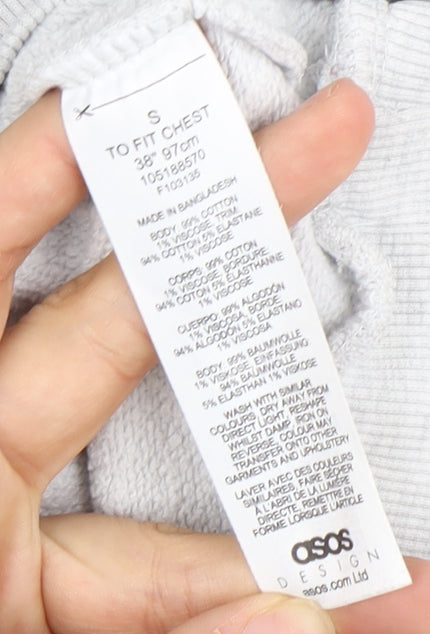 S
TO FIT CHEST
38" 97cm
105188570
F103135
MADE IN BANGLADESH
BODY: 99% COTTON
1% VISCOSE, TRIM,
94% COTTON 5% ELASTANE
1% VISCOSE
CORPS: 99% COTON
1% VISCOSE, BORDURE,
94% COTON 5% ELASTHANNE
1% VISCOSE
CUERPO: 99% ALGODÓN
1% VISCOSA, BORDE,
94% ALGODÓN 5% ELASTANO
1% VISCOSA
BODY 99% BAUMWOLLE
1% VISKOSE, EINFASSUNG
94% BAUMWOLLE
5% ELASTHAN 1% VISKOSE
WASH WITH SIMILAR
COLOURS, DRY AWAY FROM
DIRECT LIGHT, RESHAPE
WHILST DAMP, IRON ON
REVERSE, COLOUR MAY
TRANSFER ONTO OTHER
GARMENTS AND UPHOLSTERY
LAVER AVEC DES COULEURS
SIMILAIRES, FAIRE SÉCHER
À L'ABRI DE LA LUMIÈRE
DIRECTE, REMETTRE EN
FORME LORSQUE L'ARTICLE
asos
DESIGN
asos.com Ltd